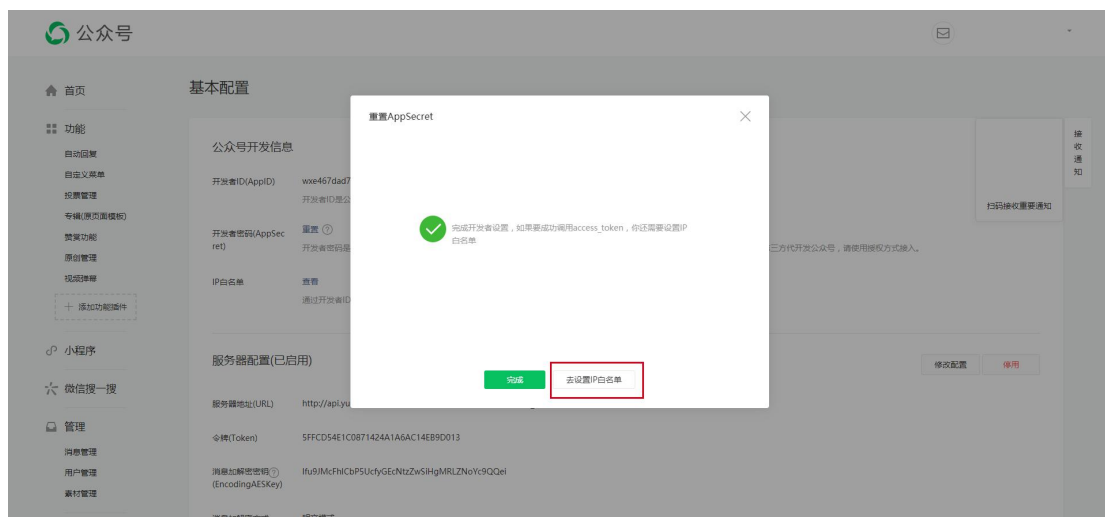 公众号
首页
功能
自动回复
自定义菜单
投票管理
专辑(原页面模板)
赞赏功能
原创管理
视频弹幕
添加功能插件
小程序
微信搜一搜
管理
消息管理
用户管理
素材管理
基本配置
公众号开发信息
开发者ID(AppID)
wxe467dad7
开发者ID是公
开发者密码(AppSec
ret)
重置
开发者密码是
三方代开发公众号，请使用授权方式接入。
IP白名单
查看
通过开发者ID
重置AppSecret
完成开发者设置，如果要成功调用access_token，你还需要设置IP
白名单
完成
去设置IP白名单
扫码接收重要通知
接
收
通
知
服务器配置(已启用)
修改配置
停用
服务器地址(URL)
http://api.yu
令牌(Token)
5FFCD54E1C0871424A1A6AC14EB9D013
消息加解密密钥
(EncodingAESKey)
Ifu9JMcFhlCbPSUcfyGEcNtzZwSiHgMRLZNoYc9QQei